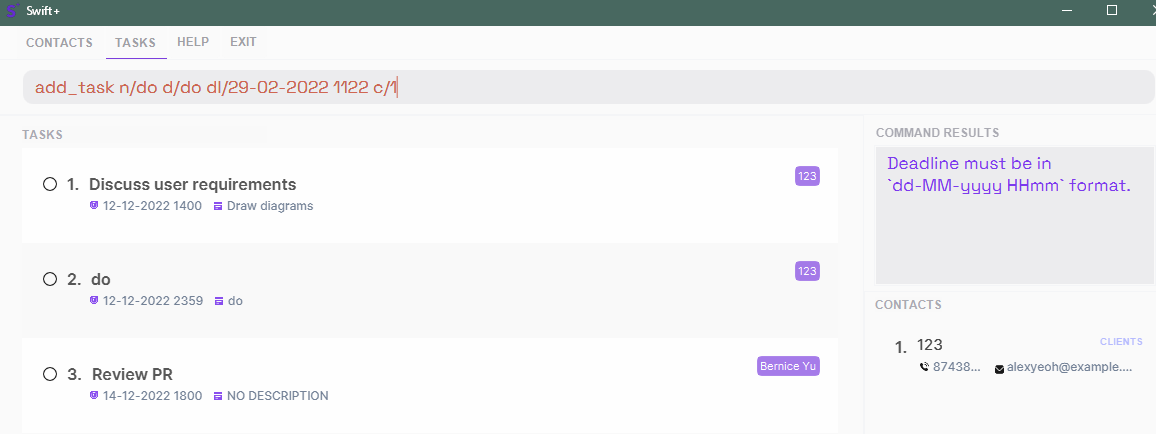 Swift+
CONTACTS TASKS HELP EXIT
add_task n/do d/do dl/29-02-2022 1122 c/1
TASKS
1. Discuss user requirements
123
12-12-2022 1400 Draw diagrams
2. do
123
12-12-2022 2359 do
3. Review PR
Bernice Yu
14-12-2022 1800 NO DESCRIPTION
COMMAND RESULTS
Deadline must be in
`dd-MM-yyyy HHmm` format.
CONTACTS
1. 123
CLIENTS
87438... alexyeoh@example....